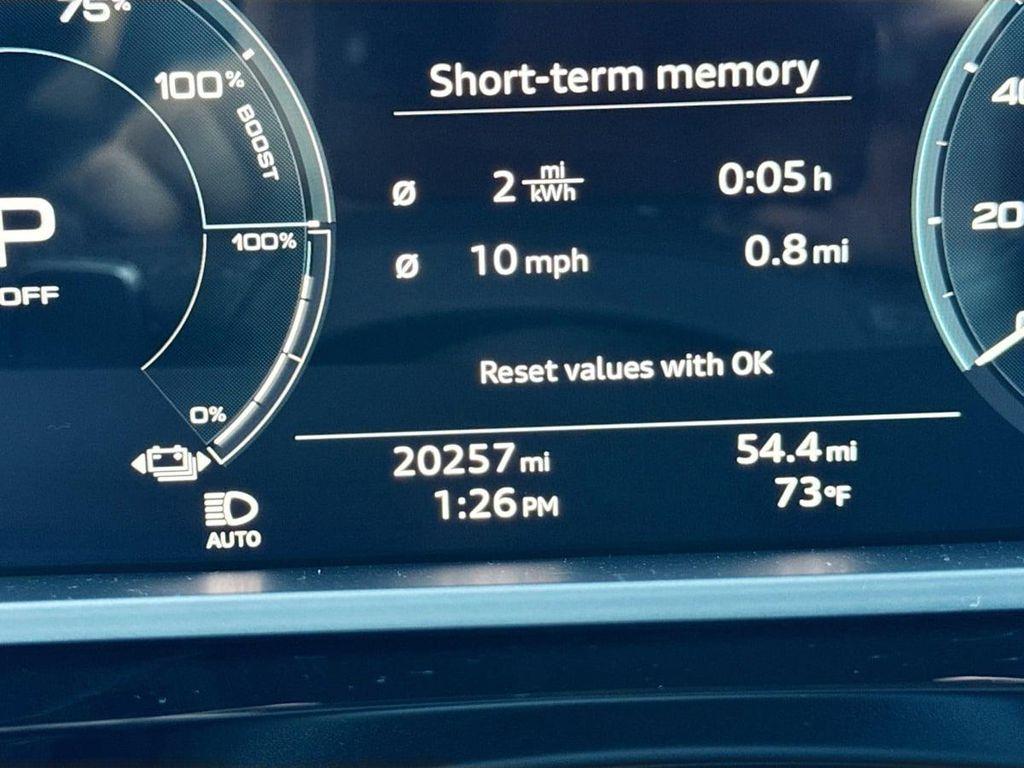 75%
100%
BOOST
P
OFF
100%
0%
AUTO
Short-term memory
Ø 2 mi/kWh 0:05 h
Ø 10 mph 0.8 mi
Reset values with OK
20257 mi 54.4 mi
1:26 PM 73°F
20